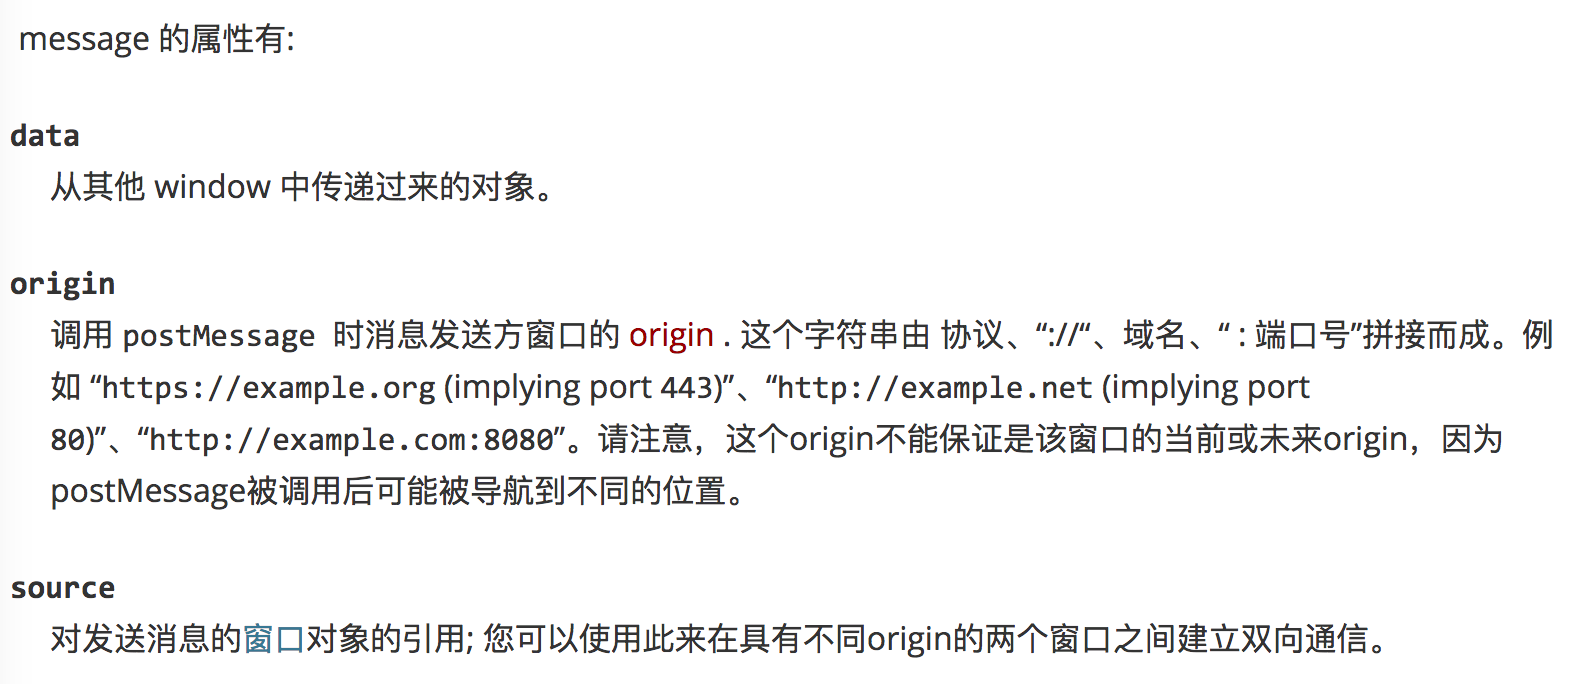 message 的属性有:
data
从其他 window 中传递过来的对象。
origin
调用 postMessage 时消息发送方窗口的 origin . 这个字符串由 协议、“://“、域名、“ : 端口号”拼接而成。例
如 “https://example.org (implying port 443)”、“http://example.net (implying port
80)”、“http://example.com:8080”。请注意，这个origin不能保证是该窗口的当前或未来origin，因为
postMessage被调用后可能被导航到不同的位置。
source
对发送消息的窗口对象的引用; 您可以使用此来在具有不同origin的两个窗口之间建立双向通信。